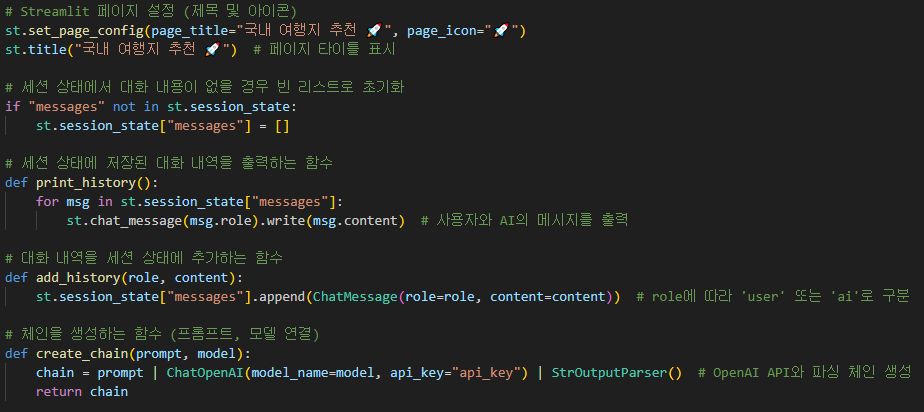 # Streamlit 페이지 설정 (제목 및 아이콘)
st.set_page_config(page_title="국내 여행지 추천 🚀", page_icon="🚀")
st.title("국내 여행지 추천 🚀")  # 페이지 타이틀 표시

# 세션 상태에서 대화 내용이 없을 경우 빈 리스트로 초기화
if "messages" not in st.session_state:
    st.session_state["messages"] = []

# 세션 상태에 저장된 대화 내역을 출력하는 함수
def print_history():
    for msg in st.session_state["messages"]:
        st.chat_message(msg.role).write(msg.content)  # 사용자와 AI의 메시지를 출력

# 대화 내역을 세션 상태에 추가하는 함수
def add_history(role, content):
    st.session_state["messages"].append(ChatMessage(role=role, content=content))  # role에 따라 'user' 또는 'ai'로 구분

# 체인을 생성하는 함수 (프롬프트, 모델 연결)
def create_chain(prompt, model):
    chain = prompt | ChatOpenAI(model_name=model, api_key="api_key") | StrOutputParser()  # OpenAI API와 파싱 체인 생성
    return chain